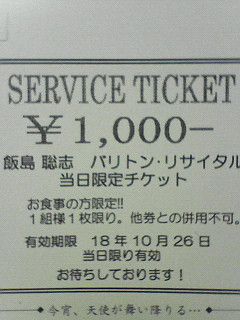 SERVICE TICKET
￥1,000−
飯島 聡志　バリトン・リサイタル
当日限定チケット
お食事の方限定!!
1組様1枚限り。他券との併用不可。
有効期限　18年10月26日
当日限り有効
お待ちしております！
◆今宵、天使が舞い降りる…◆